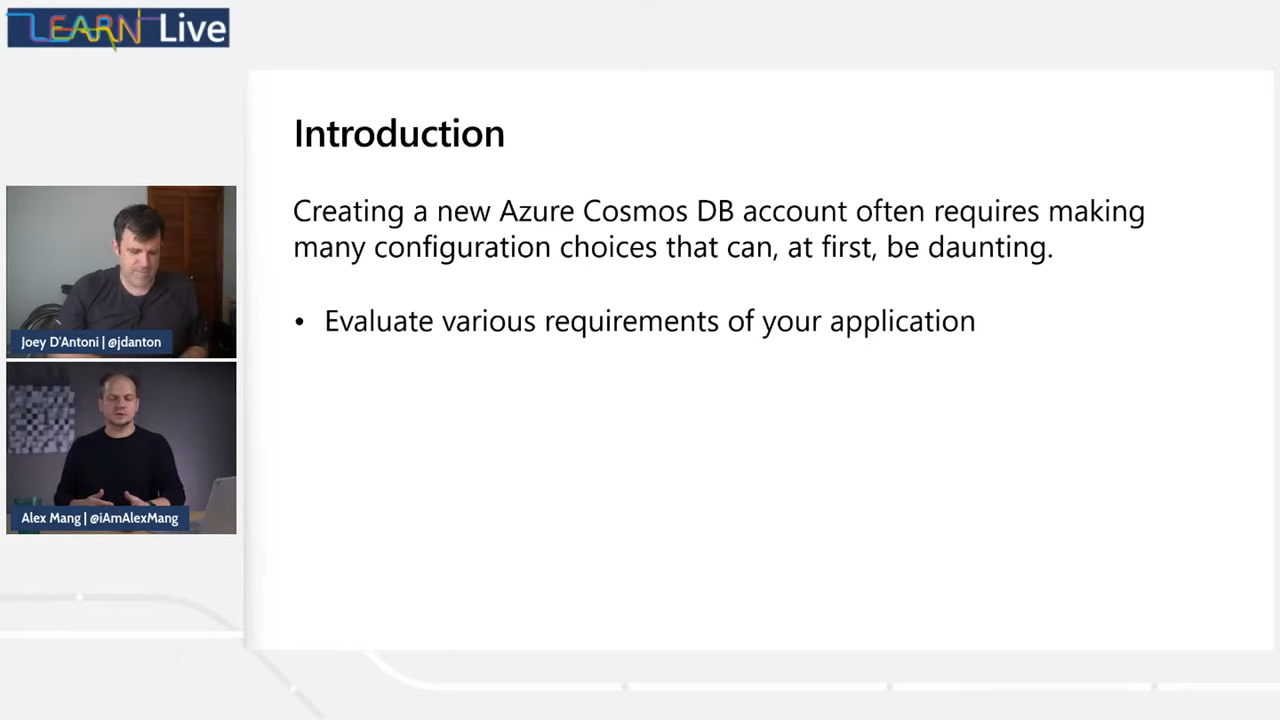 LEARN Live
Introduction
Creating a new Azure Cosmos DB account often requires making
many configuration choices that can, at first, be daunting.
• Evaluate various requirements of your application
Joey D'Antoni | @jdanton
Alex Mang | @iAmAlexMang